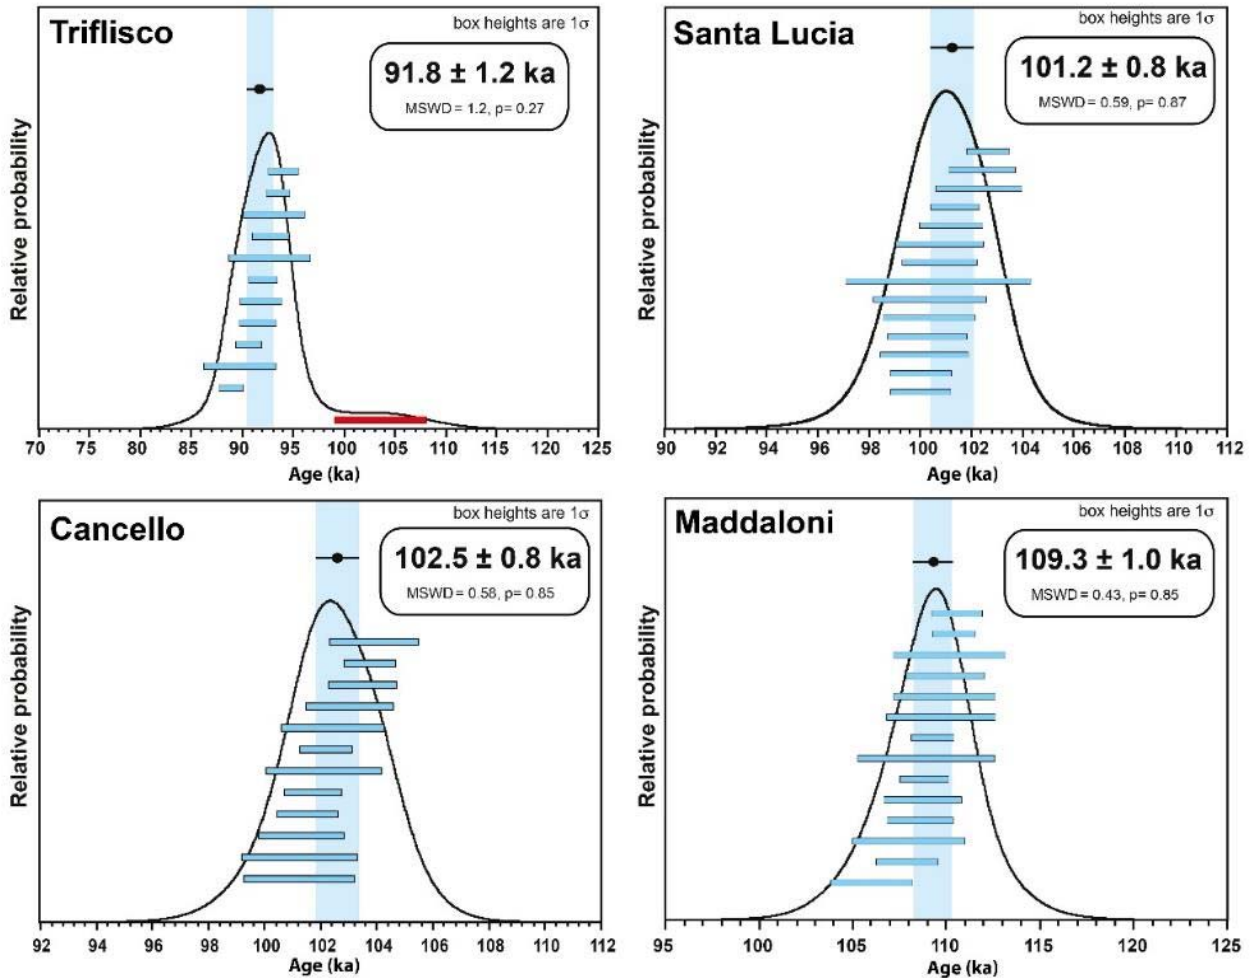 Triflisco
box heights are 1σ
91.8 ± 1.2 ka
MSWD = 1.2, p= 0.27
Relative probability
70 75 80 85 90 95 100 105 110 115 120 125
Age (ka)
Santa Lucia
box heights are 1σ
101.2 ± 0.8 ka
MSWD = 0.59, p= 0.87
Relative probability
90 92 94 96 98 100 102 104 106 108 110 112
Age (ka)
Cancello
box heights are 1σ
102.5 ± 0.8 ka
MSWD = 0.58, p= 0.85
Relative probability
92 94 96 98 100 102 104 106 108 110 112
Age (ka)
Maddaloni
box heights are 1σ
109.3 ± 1.0 ka
MSWD = 0.43, p= 0.85
Relative probability
95 100 105 110 115 120 125
Age (ka)